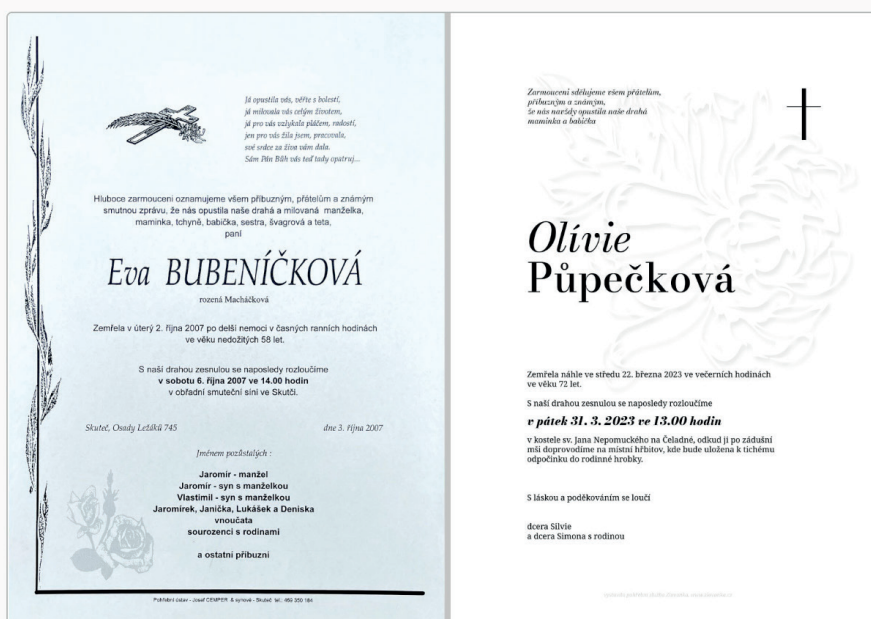 Já opustila vás, věřte s bolestí,
já milovala vás celým životem,
já pro vás vzlykala pláčem, radostí,
jen pro vás žila jsem, pracovala,
své srdce za živa vám dala.
Sám Pán Bůh vás teď tady opatruj...
Hluboce zarmouceni oznamujeme všem příbuzným, přátelům a známým
smutnou zprávu, že nás opustila naše drahá a milovaná manželka,
maminka, tchyně, babička, sestra, švagrová a teta,
paní
Eva BUBENÍČKOVÁ
rozená Macháčková
Zemřela v úterý 2. října 2007 po delší nemoci v časných ranních hodinách
ve věku nedožitých 58 let.
S naší drahou zesnulou se naposledy rozloučíme
v sobotu 6. října 2007 ve 14.00 hodin
v obřadní smuteční síni ve Skutči.
Skuteč, Osady Ležáků 745
dne 3. října 2007
Jménem pozůstalých :
Jaromír - manžel
Jaromír - syn s manželkou
Vlastimil - syn s manželkou
Jaromírek, Janička, Lukášek a Deniska
vnoučata
sourozenci s rodinami
a ostatní příbuzní
Pohřební ústav - Josef CEMPER & synové - Skuteč tel.: 469 350 184
Zarmouceni sdělujeme všem přátelům,
příbuzným a známým,
že nás navždy opustila naše drahá
maminka a babička
Olívie
Půpečková
Zemřela náhle ve středu 22. března 2023 ve večerních hodinách
ve věku 72 let.
S naší drahou zesnulou se naposledy rozloučíme
v pátek 31. 3. 2023 ve 13.00 hodin
v kostele sv. Jana Nepomuckého na Čeladné, odkud ji po zádušní
mši doprovodíme na místní hřbitov, kde bude uložena k tichému
odpočinku do rodinné hrobky.
S láskou a poděkováním se loučí
dcera Silvie
a dcera Simona s rodinou